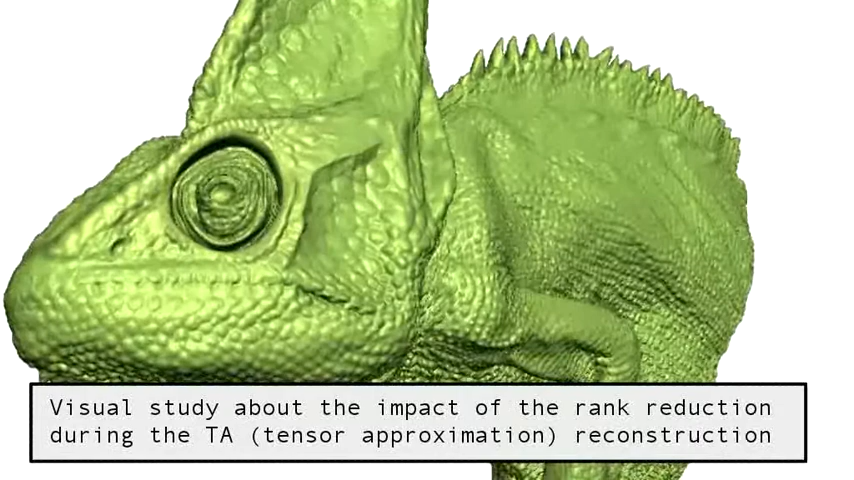 Visual study about the impact of the rank reduction
during the TA (tensor approximation) reconstruction